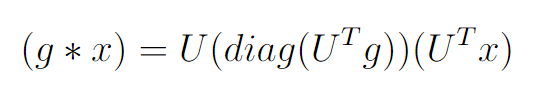 (g ∗ x) = U(diag(U^T g))(U^T x)